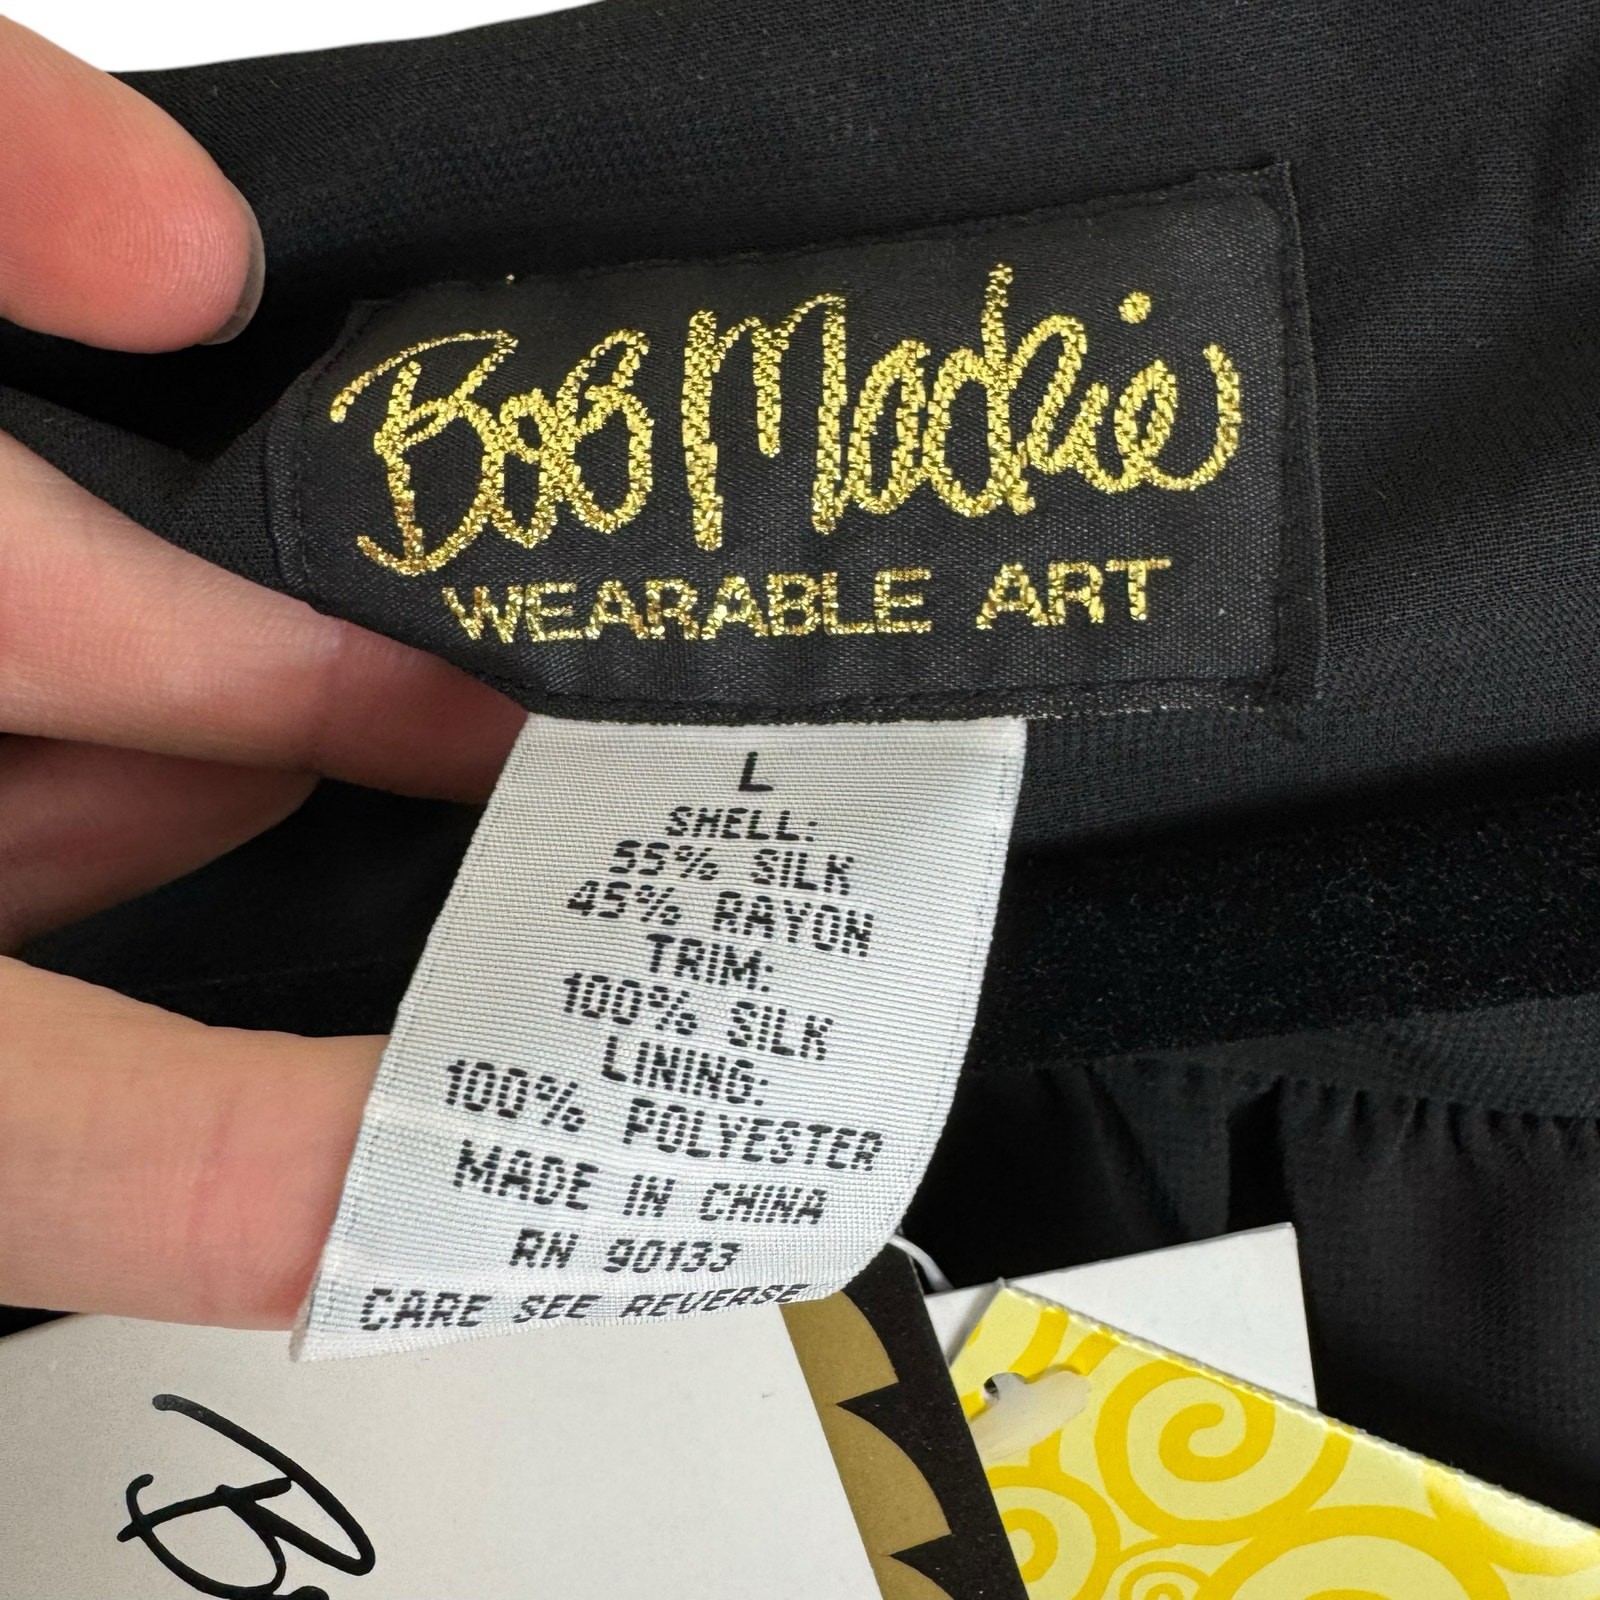 Bob Mackie
WEARABLE ART
L
SHELL:
55% SILK
45% RAYON
TRIM:
100% SILK
LINING:
100% POLYESTER
MADE IN CHINA
RN 90133
CARE SEE REVERSE